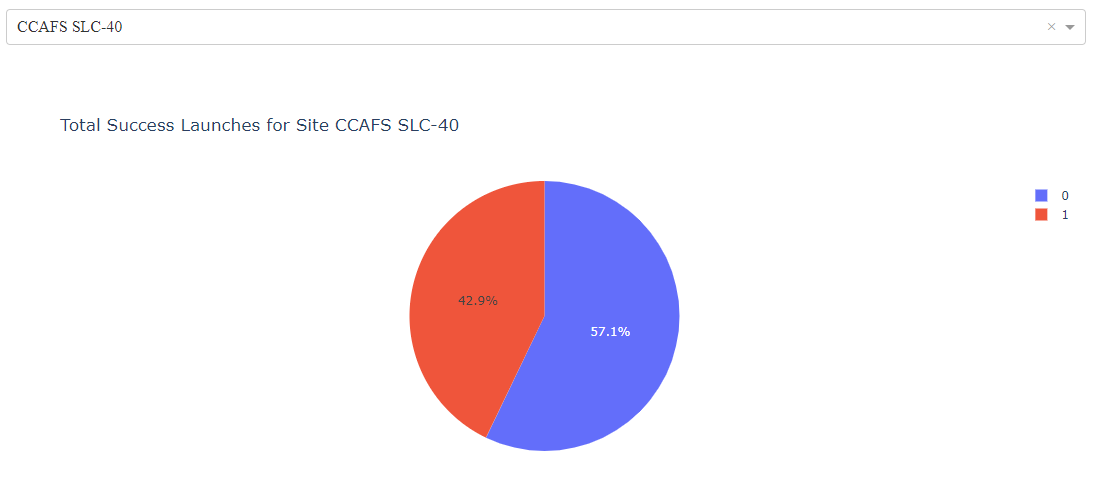 CCAFS SLC-40
×
Total Success Launches for Site CCAFS SLC-40
0
1
42.9%
57.1%